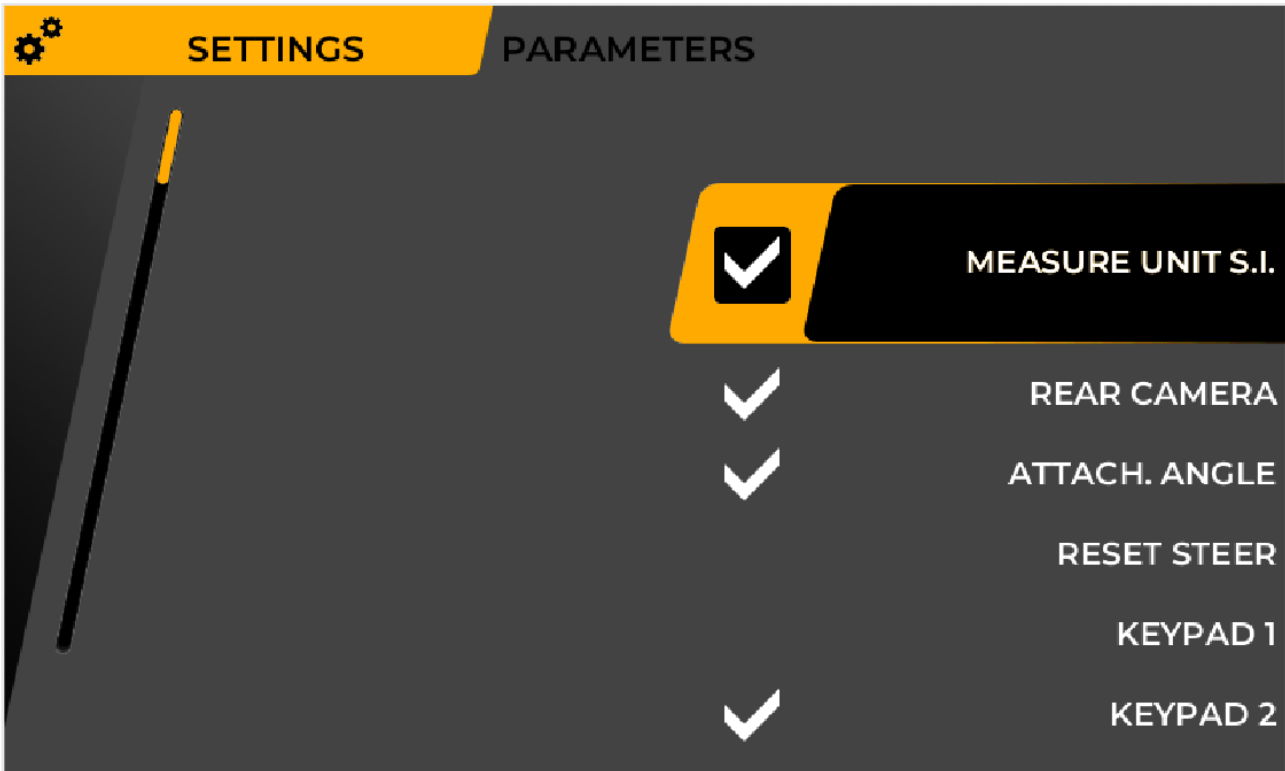 SETTINGS
PARAMETERS
MEASURE UNIT S.I.
REAR CAMERA
ATTACH. ANGLE
RESET STEER
KEYPAD 1
KEYPAD 2